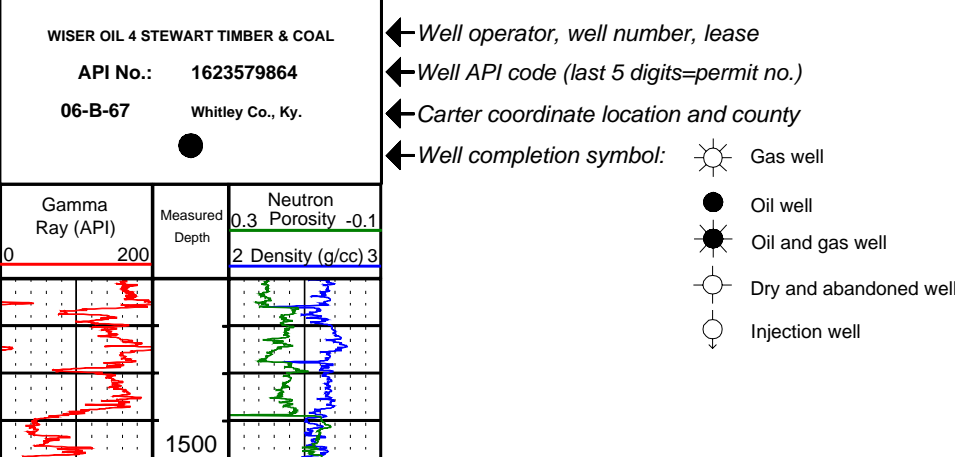 WISER OIL 4 STEWART TIMBER & COAL
API No.: 1623579864
06-B-67 Whitley Co., Ky.
Well operator, well number, lease
Well API code (last 5 digits=permit no.)
Carter coordinate location and county
Well completion symbol:
Gas well
Oil well
Oil and gas well
Dry and abandoned well
Injection well
Gamma
Ray (API)
0 200
Measured
Depth
Neutron
0.3 Porosity -0.1
2 Density (g/cc) 3
1500